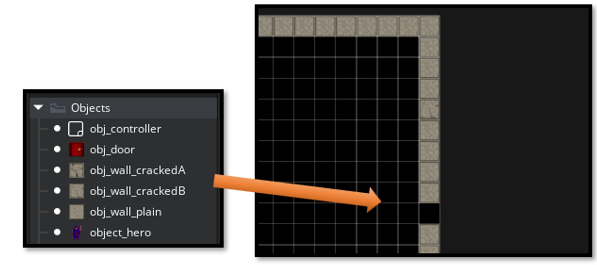 Objects
obj_controller
obj_door
obj_wall_crackedA
obj_wall_crackedB
obj_wall_plain
object_hero